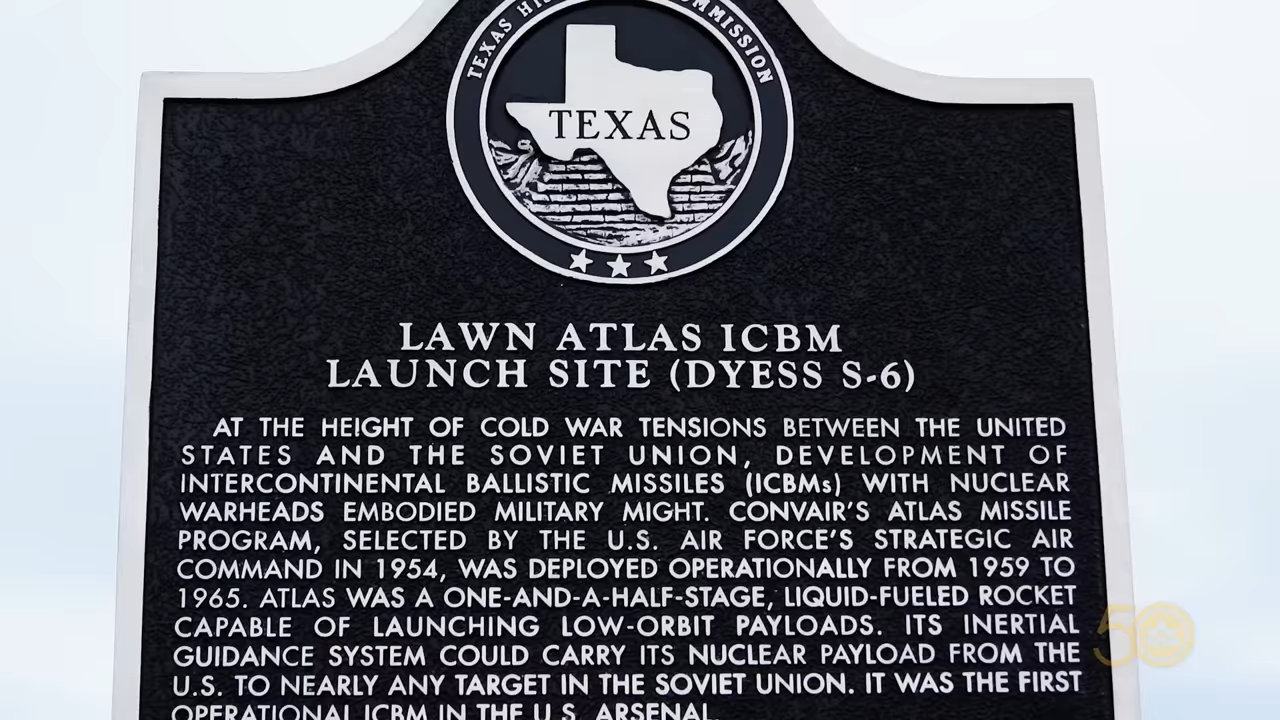 TEXAS HI MMISSION
TEXAS
LAWN ATLAS ICBM
LAUNCH SITE (DYESS S-6)
AT THE HEIGHT OF COLD WAR TENSIONS BETWEEN THE UNITED
STATES AND THE SOVIET UNION, DEVELOPMENT OF
INTERCONTINENTAL BALLISTIC MISSILES (ICBMs) WITH NUCLEAR
WARHEADS EMBODIED MILITARY MIGHT. CONVAIR'S ATLAS MISSILE
PROGRAM, SELECTED BY THE U.S. AIR FORCE'S STRATEGIC AIR
COMMAND IN 1954, WAS DEPLOYED OPERATIONALLY FROM 1959 TO
1965. ATLAS WAS A ONE-AND-A-HALF-STAGE, LIQUID-FUELED ROCKET
CAPABLE OF LAUNCHING LOW-ORBIT PAYLOADS. ITS INERTIAL
GUIDANCE SYSTEM COULD CARRY ITS NUCLEAR PAYLOAD FROM THE
U.S. TO NEARLY ANY TARGET IN THE SOVIET UNION. IT WAS THE FIRST
OPERATIONAL ICBM IN THE U.S. ARSENAL.
50